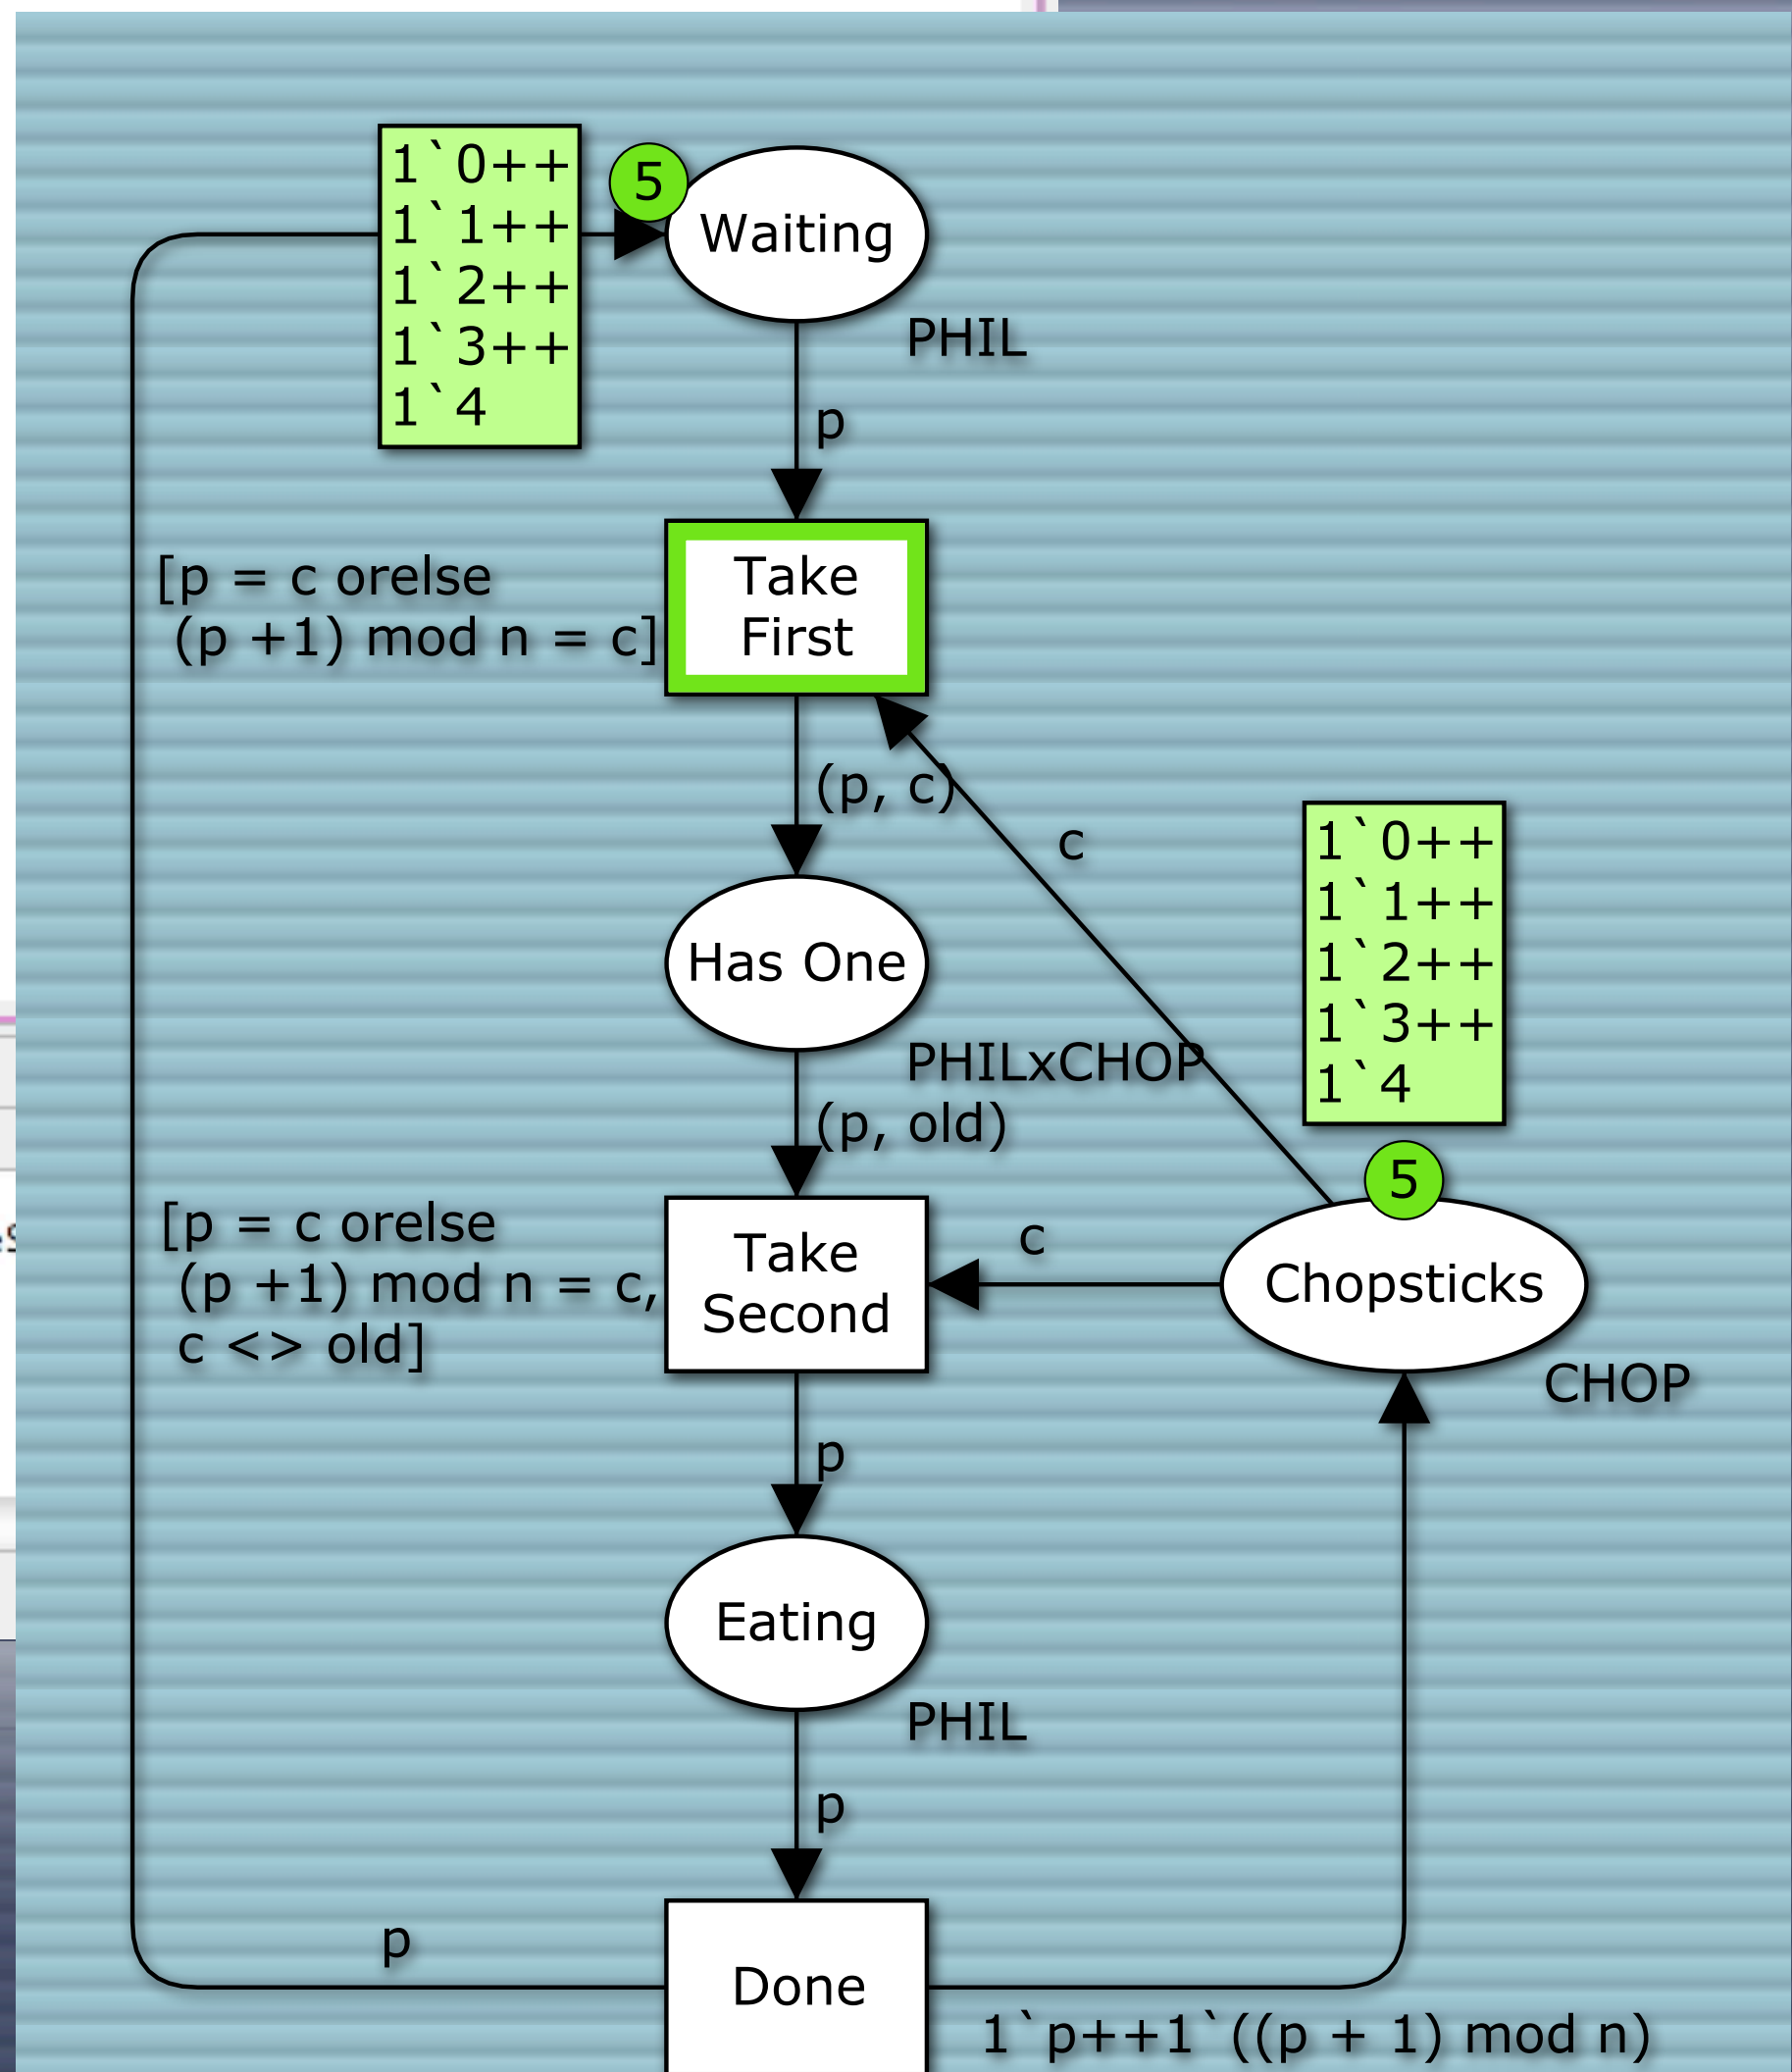 1`0++
1`1++
1`2++
1`3++
1`4
5
Waiting
PHIL
p
[p = c orelse
(p +1) mod n = c]
Take
First
(p, c)
c
1`0++
1`1++
1`2++
1`3++
1`4
Has One
PHILxCHOP
(p, old)
5
[p = c orelse
(p +1) mod n = c,
c <> old]
Take
Second
c
Chopsticks
CHOP
p
Eating
PHIL
p
p
Done
1`p++1`((p + 1) mod n)